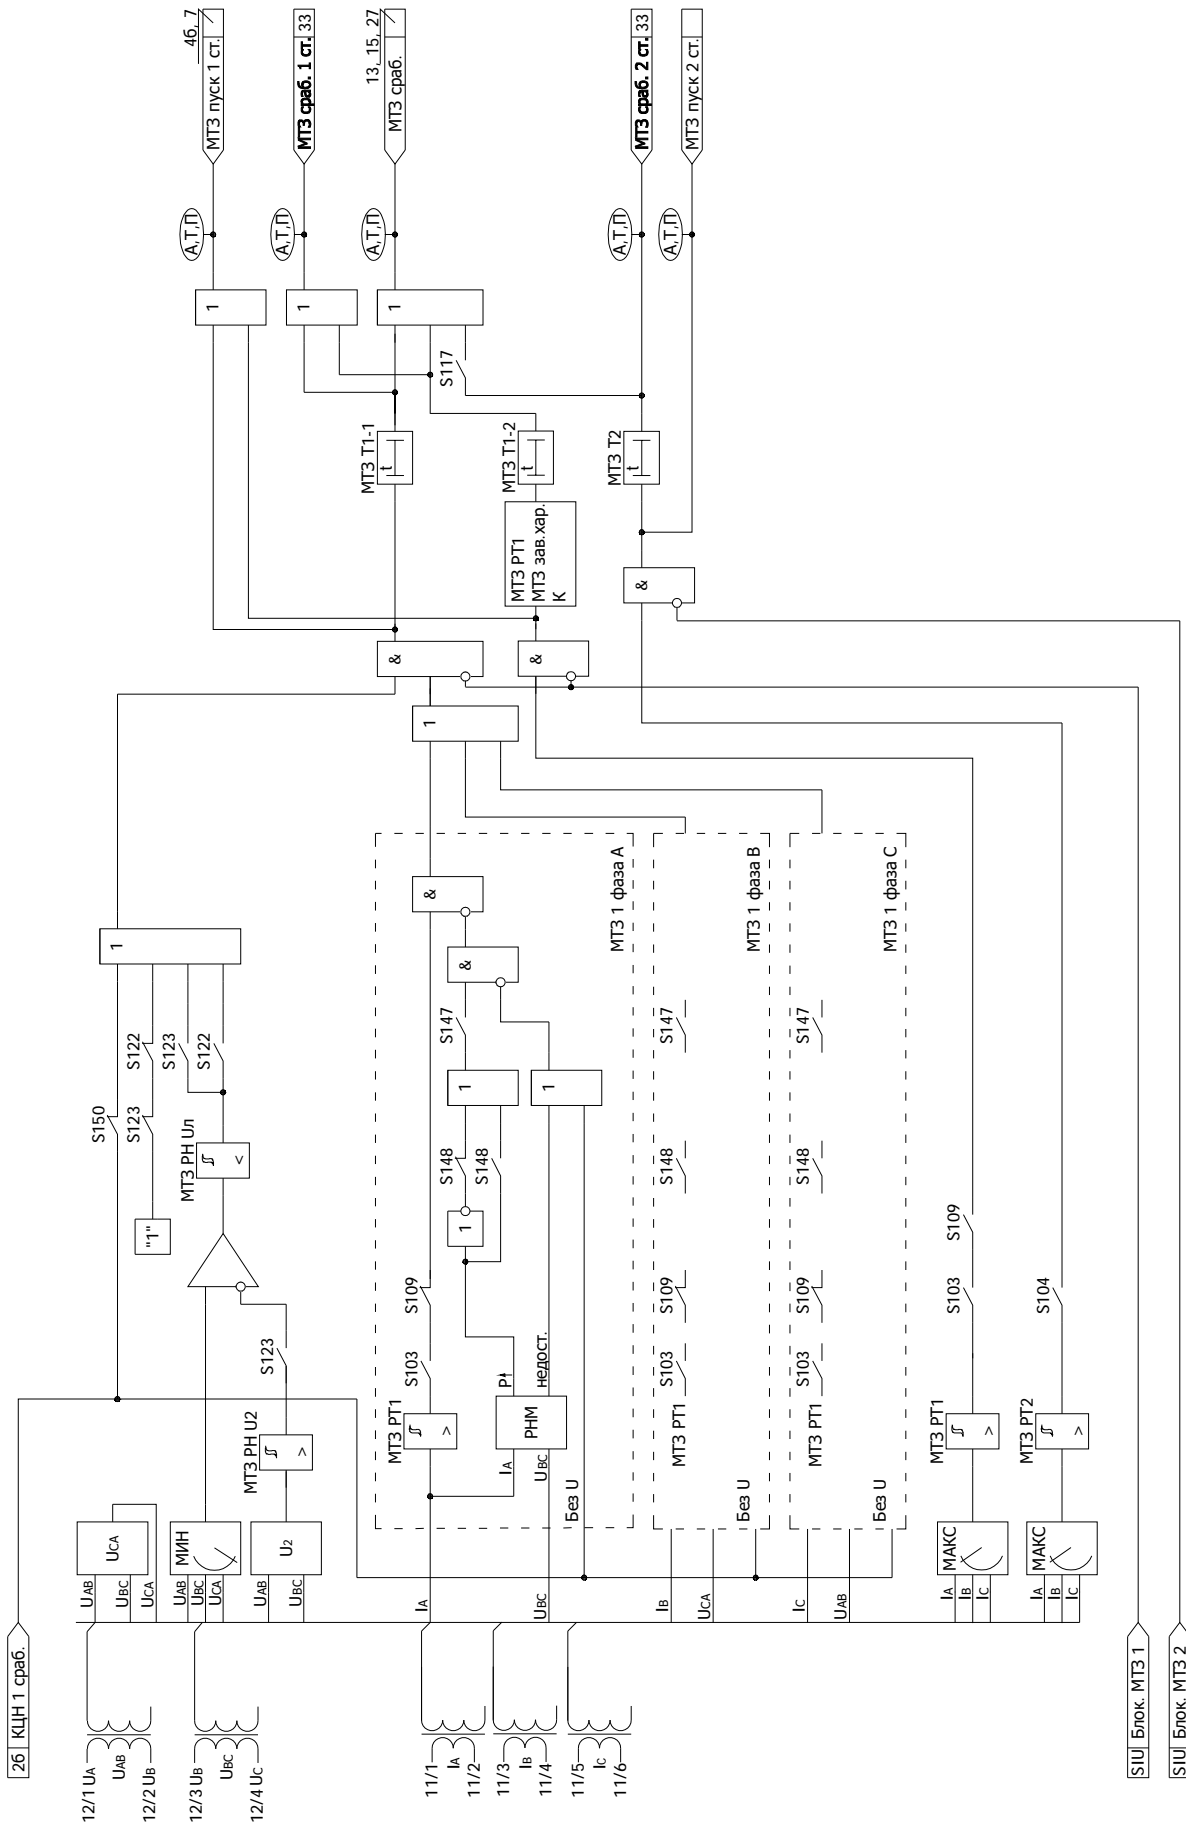 26 КЦН 1 сраб.
12/1 UA
UAB
12/2 UB
12/3 UB
UBC
12/4 UC
11/1
IA
11/2
11/3
IB
11/4
11/5
IC
11/6
SIU Блок. МТЗ 1
SIU Блок. МТЗ 2
UAB
UBC
UCA
UCA
UAB
UBC
UCA
МИН
UAB
UBC
U2
МТЗ РН U2
>
S123
МТЗ РН UЛ
<
"1"
S150
S123
S122
S123
S122
1
IA
UBC
МТЗ РТ1
>
S103
S109
IA
UBC
РНМ
P
недост.
Без U
1
S148
S148
1
1
S147
&
&
МТЗ 1 фаза А
IB
UCA
Без U
МТЗ РТ1
S103
S109
S148
S147
МТЗ 1 фаза В
IC
UAB
Без U
МТЗ РТ1
S103
S109
S148
S147
МТЗ 1 фаза С
IA
IB
IC
МАКС
МТЗ РТ1
>
S103
S109
IA
IB
IC
МАКС
МТЗ РТ2
>
S104
1
&
&
&
МТЗ РТ1
МТЗ зав.хар.
К
МТЗ Т1-1
t
МТЗ Т1-2
t
МТЗ Т2
t
S117
1
1
1
А,Т,П
А,Т,П
А,Т,П
А,Т,П
А,Т,П
МТЗ пуск 1 ст.
46, 7
МТЗ сраб. 1 ст. 33
МТЗ сраб.
13, 15, 27
МТЗ сраб. 2 ст. 33
МТЗ пуск 2 ст.